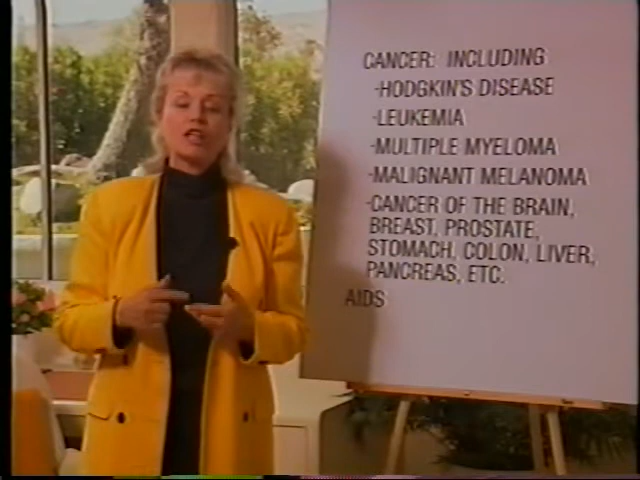 CANCER: INCLUDING
-HODGKIN'S DISEASE
-LEUKEMIA
-MULTIPLE MYELOMA
-MALIGNANT MELANOMA
-CANCER OF THE BRAIN,
BREAST, PROSTATE,
STOMACH, COLON, LIVER,
PANCREAS, ETC.
AIDS